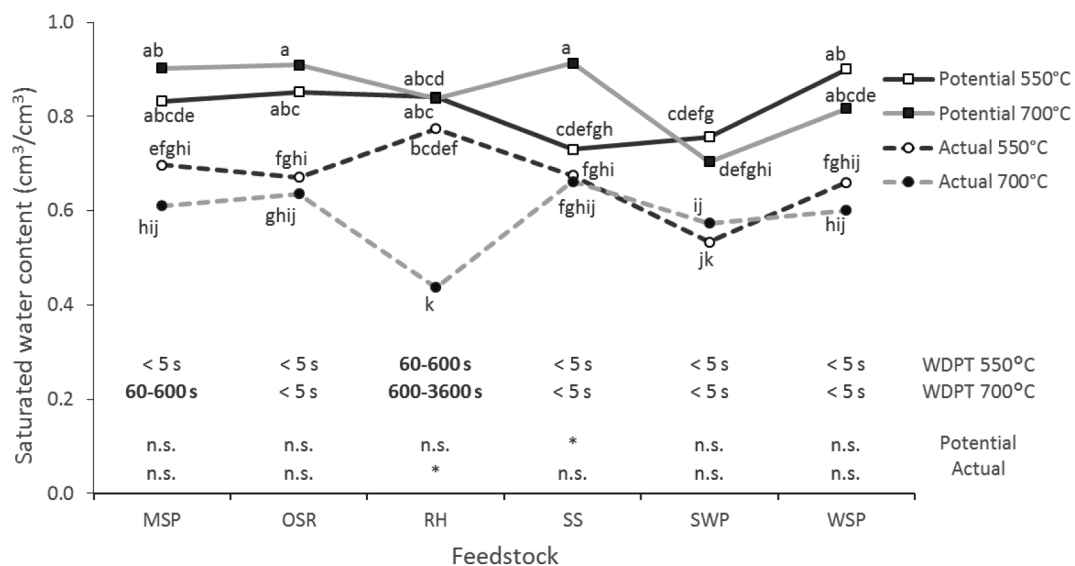 1.0
0.8
0.6
0.4
0.2
0.0
Saturated water content (cm³/cm³)
ab
a
abcd
a
ab
abcde
abc
abc
cdefgh
cdefg
abcde
efghi
fghi
bcdef
fghi
defghi
fghij
hij
ghij
k
fghij
ij
jk
hij
Potential 550°C
Potential 700°C
Actual 550°C
Actual 700°C
< 5 s < 5 s 60-600 s < 5 s < 5 s < 5 s WDPT 550°C
60-600 s < 5 s 600-3600 s < 5 s < 5 s < 5 s WDPT 700°C
n.s. n.s. n.s. * n.s. n.s. Potential
n.s. n.s. * n.s. n.s. n.s. Actual
MSP OSR RH SS SWP WSP
Feedstock